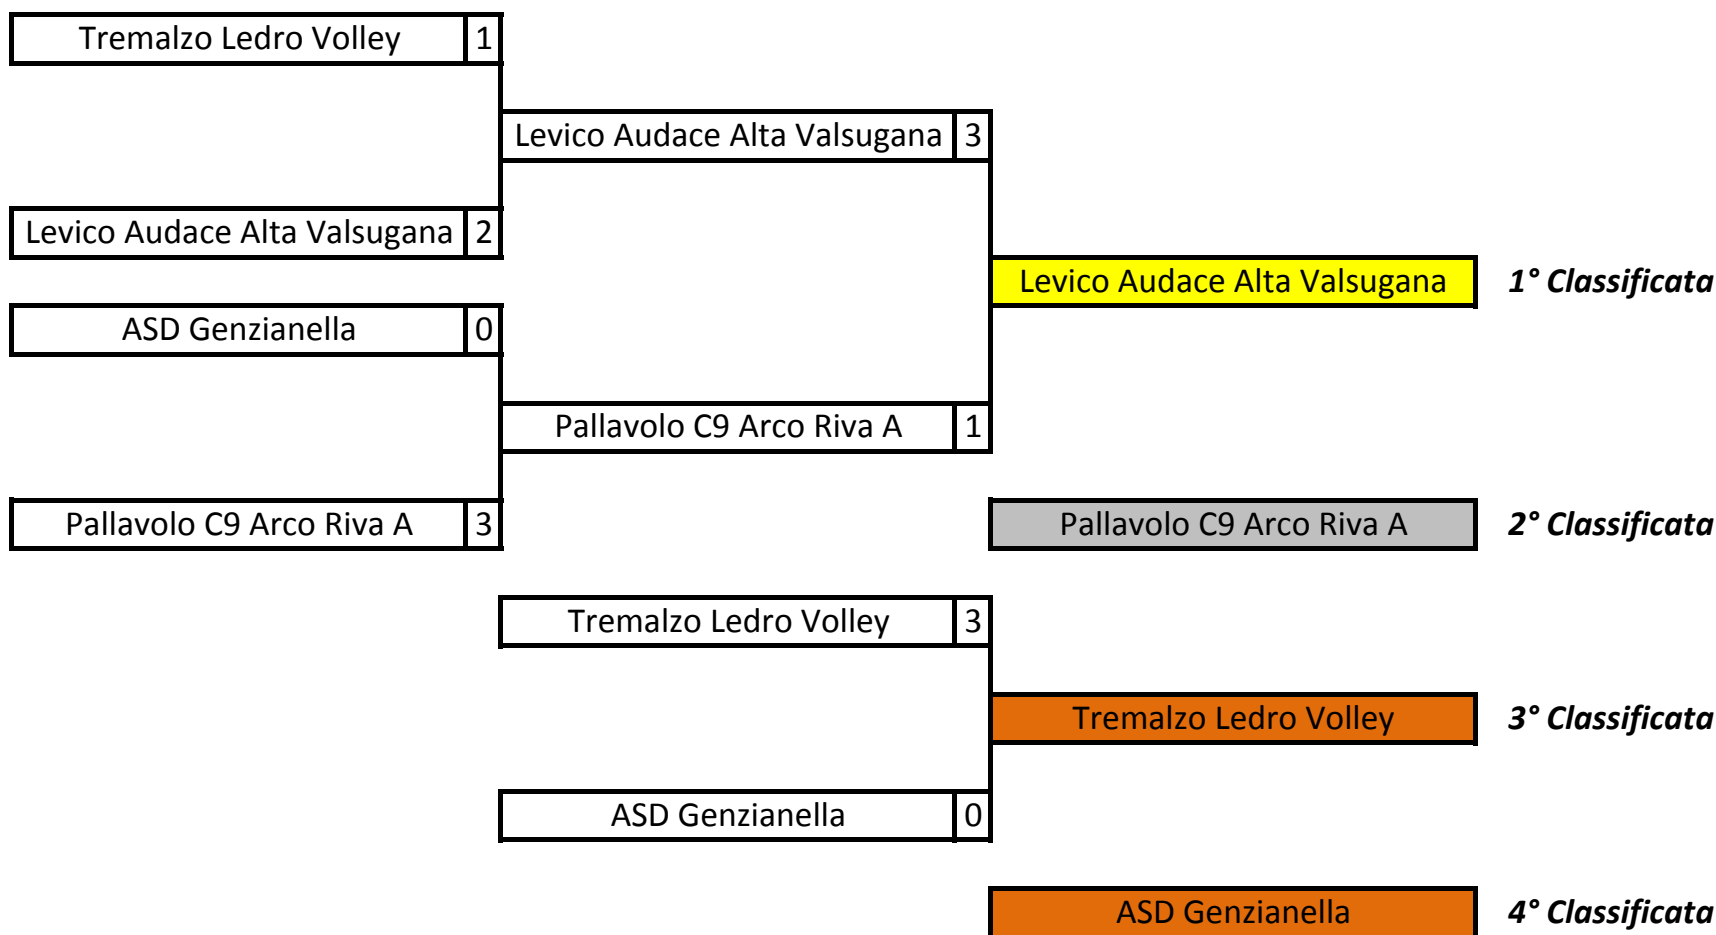 Tremalzo Ledro Volley 1
Levico Audace Alta Valsugana 3
Levico Audace Alta Valsugana 2
Levico Audace Alta Valsugana 1° Classificata
ASD Genzianella 0
Pallavolo C9 Arco Riva A 1
Pallavolo C9 Arco Riva A 3
Pallavolo C9 Arco Riva A 2° Classificata
Tremalzo Ledro Volley 3
Tremalzo Ledro Volley 3° Classificata
ASD Genzianella 0
ASD Genzianella 4° Classificata